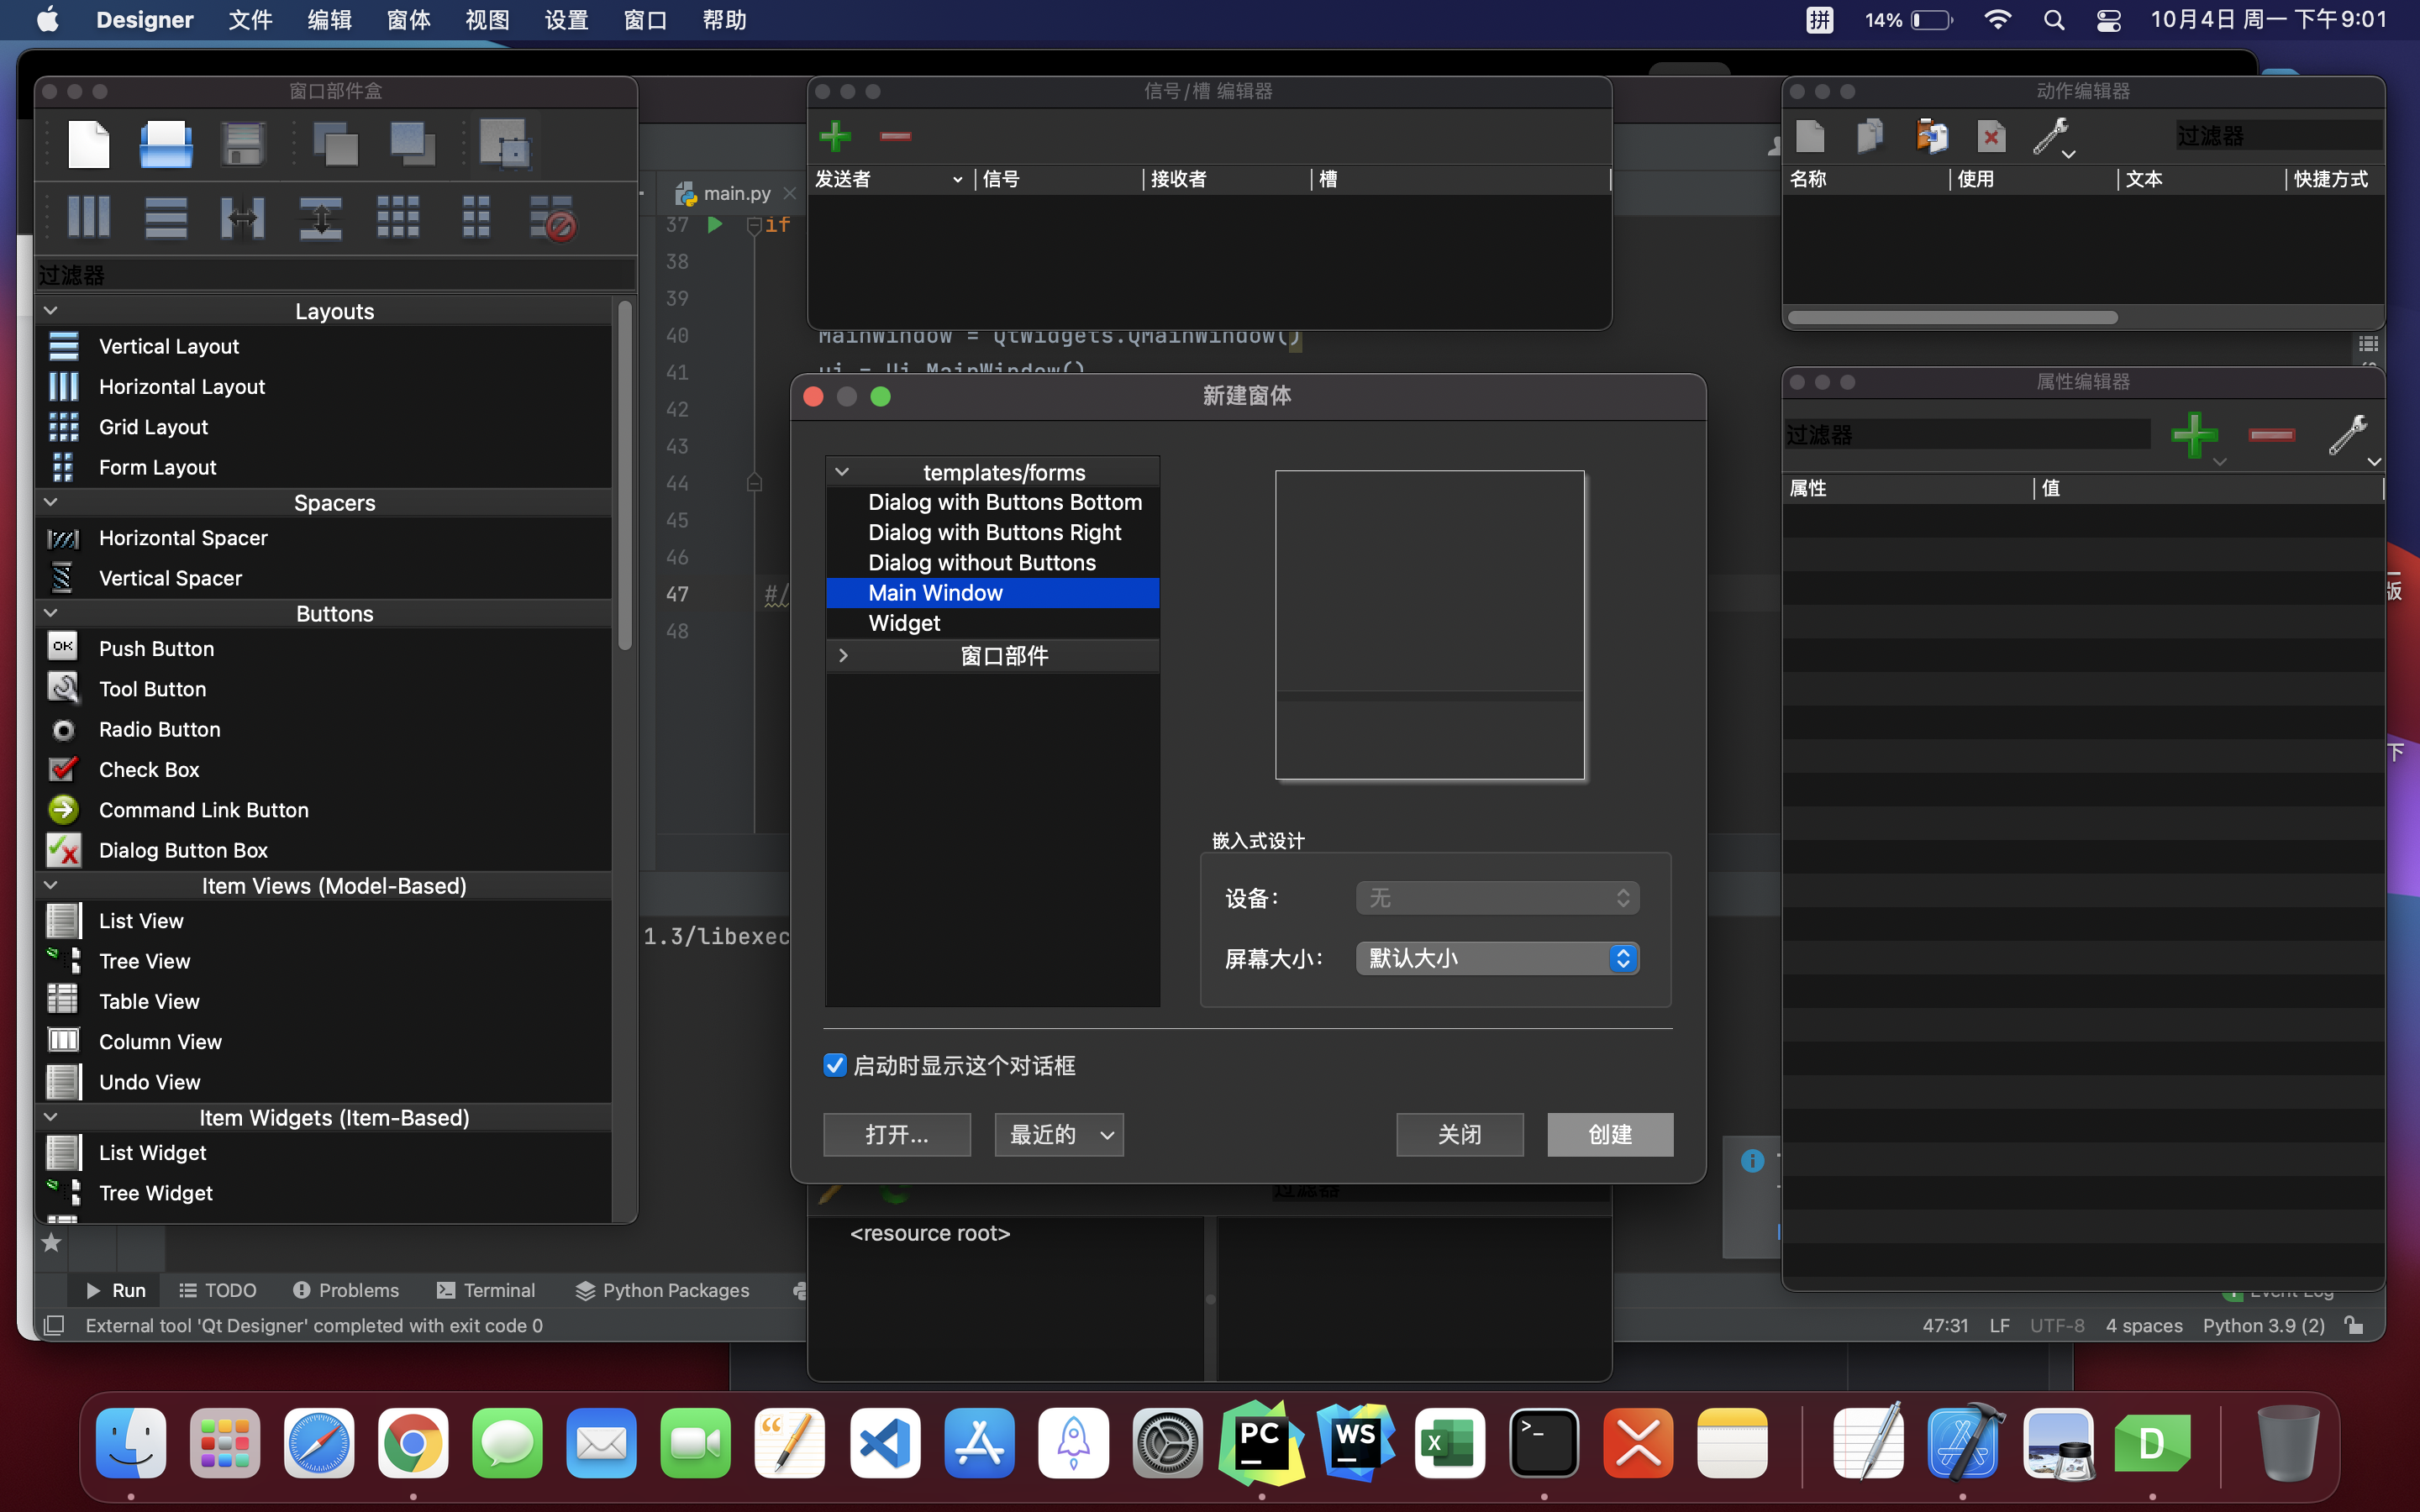 Designer 文件 编辑 窗体 视图 设置 窗口 帮助
拼 14% 10月4日 周一 下午9:01
窗口部件盒
过滤器
Layouts
Vertical Layout
Horizontal Layout
Grid Layout
Form Layout
Spacers
Horizontal Spacer
Vertical Spacer
Buttons
OK Push Button
Tool Button
Radio Button
Check Box
Command Link Button
Dialog Button Box
Item Views (Model-Based)
List View
Tree View
Table View
Column View
Undo View
Item Widgets (Item-Based)
List Widget
Tree Widget
信号/槽 编辑器
发送者 信号 接收者 槽
main.py
37 if
38
39
40 MainWindow = QtWidgets.QMainWindow()
41 ui = Ui_MainWindow()
42
43
44
45
46
47 #/
48
1.3/libexec
新建窗体
templates/forms
Dialog with Buttons Bottom
Dialog with Buttons Right
Dialog without Buttons
Main Window
Widget
窗口部件
嵌入式设计
设备: 无
屏幕大小: 默认大小
启动时显示这个对话框
打开... 最近的 关闭 创建
过滤器
<resource root>
动作编辑器
过滤器
名称 使用 文本 快捷方式
属性编辑器
过滤器
属性 值
版
下
Run TODO Problems Terminal Python Packages
Event Log
External tool 'Qt Designer' completed with exit code 0
47:31 LF UTF-8 4 spaces Python 3.9 (2)
PC WS X >_ D